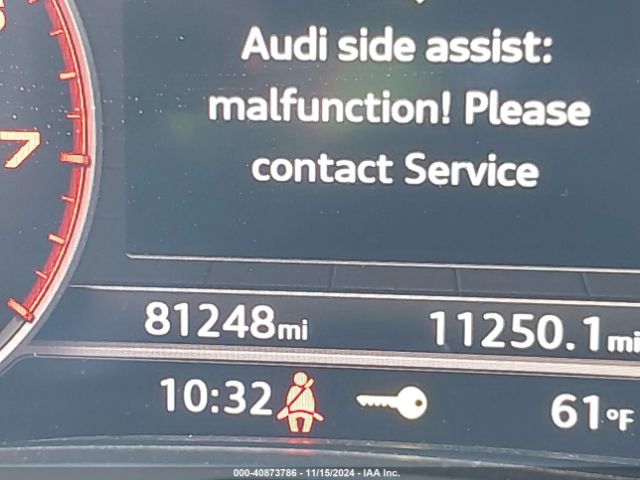 Audi side assist:
malfunction! Please
contact Service
7
81248mi 11250.1mi
10:32 61°F
000-40873786 - 11/15/2024 - IAA Inc.